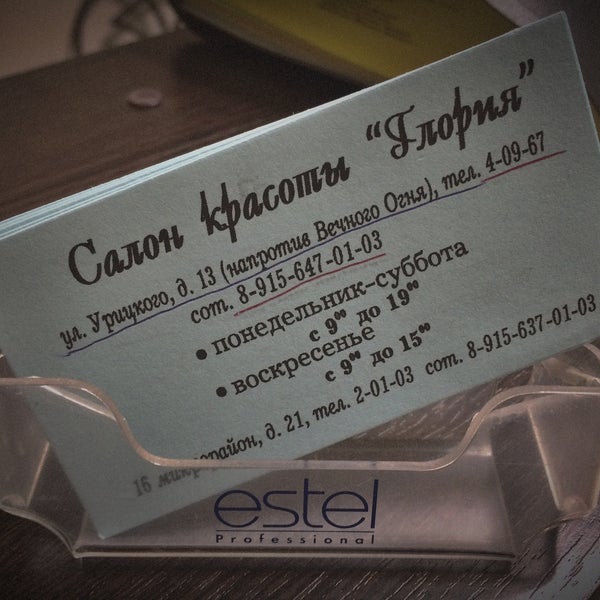 Салон красоты “Глория”
ул. Урицкого, д. 13 (напротив Вечного Огня), тел. 4-09-67
сот. 8-915-647-01-03
• понедельник-суббота
с 9⁰⁰ до 19⁰⁰
• воскресенье
с 9⁰⁰ до 15⁰⁰
16 микрорайон, д. 21, тел. 2-01-03 сот. 8-915-637-01-03
estel
Professional